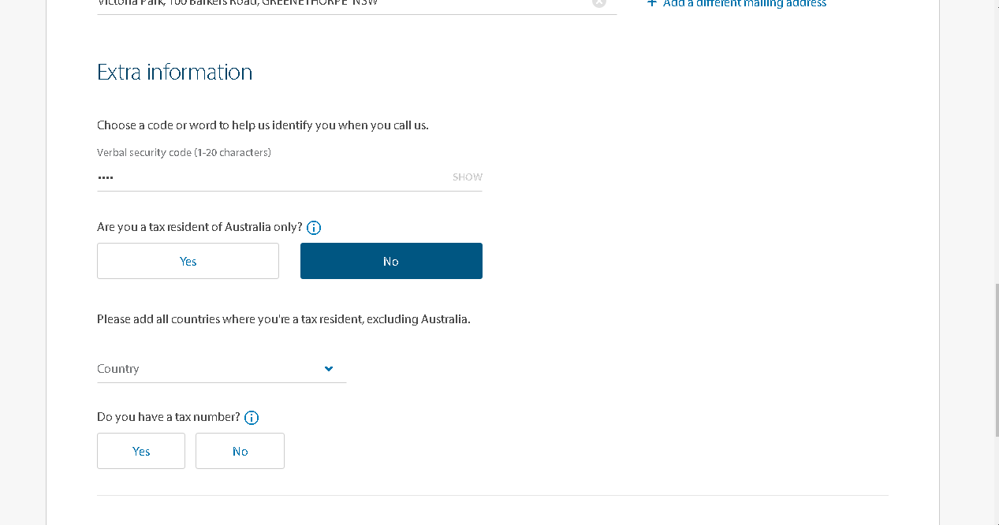 Victoria Park, 100 Barkers Road, GREENETHORPE NSW
+ Add a different mailing address
Extra information
Choose a code or word to help us identify you when you call us.
Verbal security code (1-20 characters)
•••• SHOW
Are you a tax resident of Australia only?
Yes No
Please add all countries where you're a tax resident, excluding Australia.
Country
Do you have a tax number?
Yes No